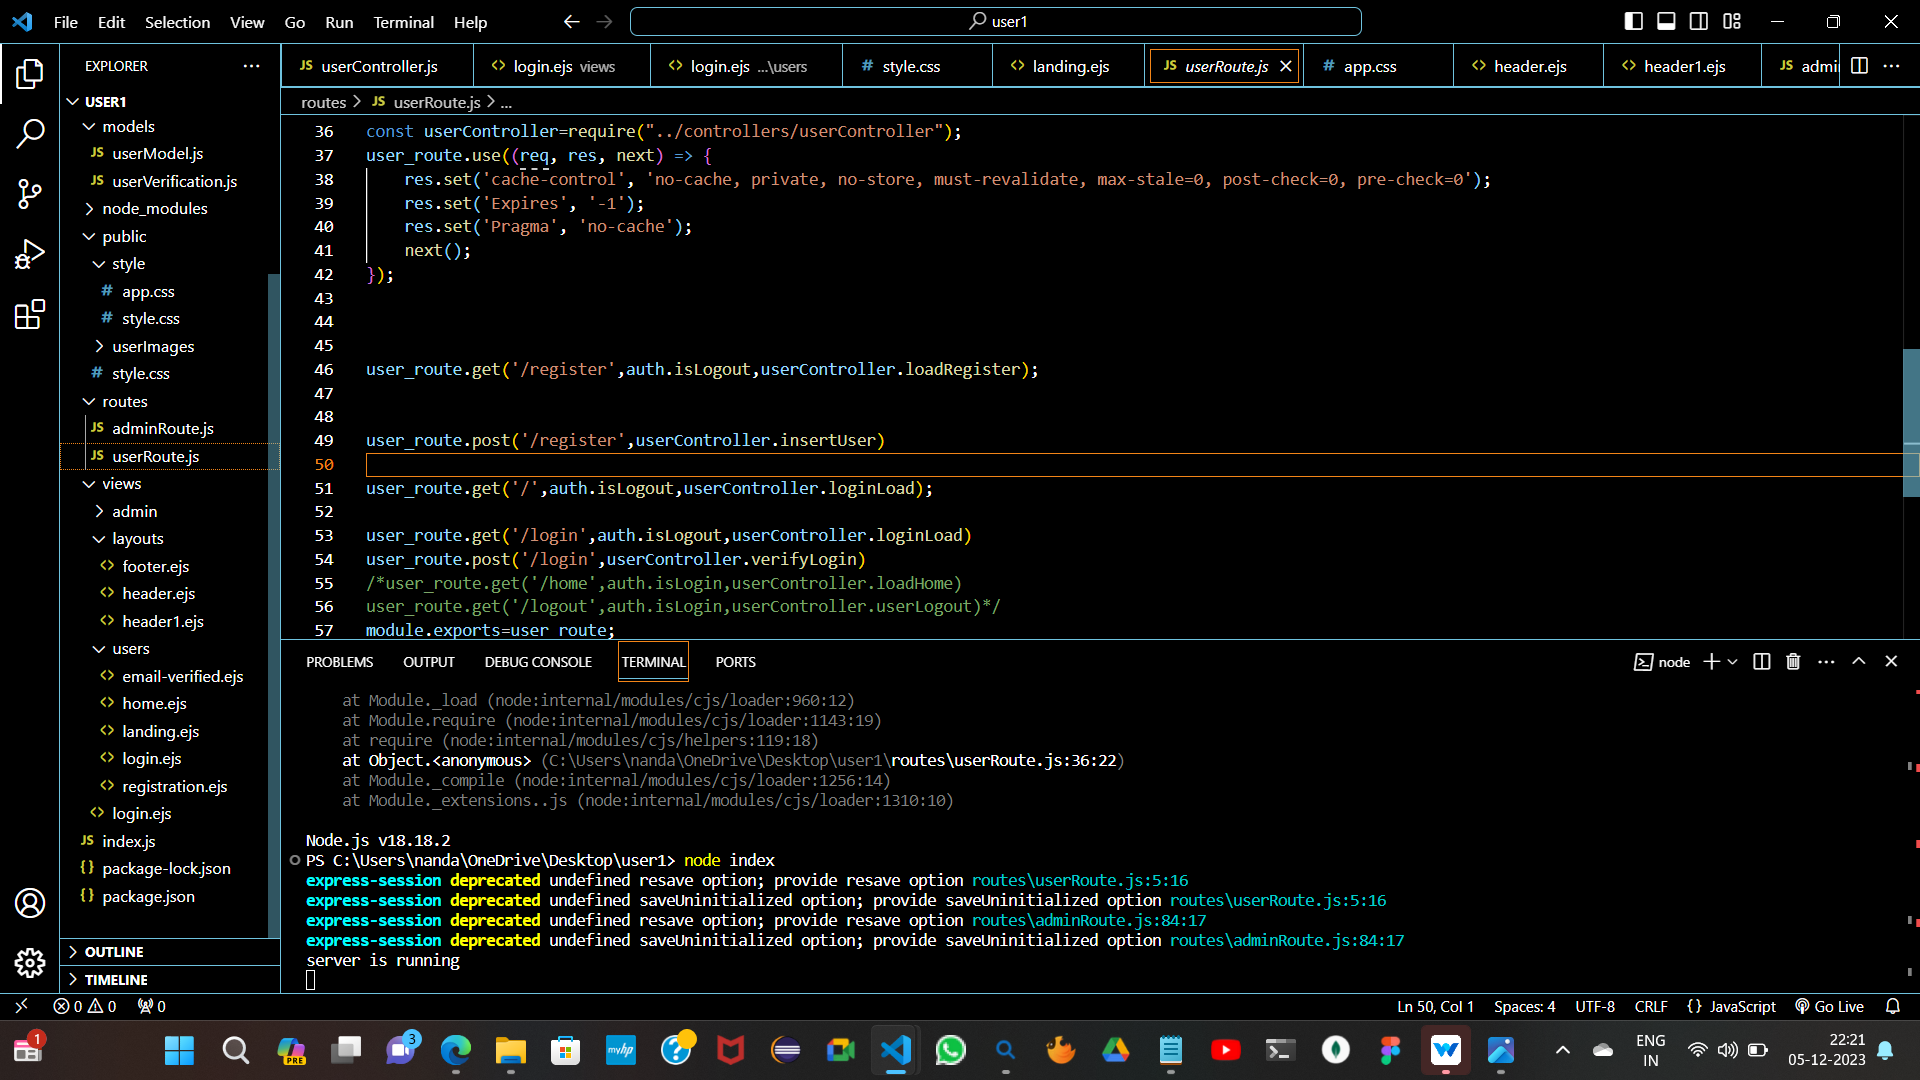 File Edit Selection View Go Run Terminal Help
user1
EXPLORER
USER1
models
JS userModel.js
JS userVerification.js
node_modules
public
style
# app.css
# style.css
userImages
# style.css
routes
JS adminRoute.js
JS userRoute.js
views
admin
layouts
<> footer.ejs
<> header.ejs
<> header1.ejs
users
<> email-verified.ejs
<> home.ejs
<> landing.ejs
<> login.ejs
<> registration.ejs
<> login.ejs
JS index.js
{} package-lock.json
{} package.json
OUTLINE
TIMELINE
JS userController.js <> login.ejs views <> login.ejs ...\users # style.css <> landing.ejs JS userRoute.js # app.css <> header.ejs <> header1.ejs JS admi
routes > JS userRoute.js > ...
36 const userController=require("../controllers/userController");
37 user_route.use((req, res, next) => {
38 res.set('cache-control', 'no-cache, private, no-store, must-revalidate, max-stale=0, post-check=0, pre-check=0');
39 res.set('Expires', '-1');
40 res.set('Pragma', 'no-cache');
41 next();
42 });
43
44
45
46 user_route.get('/register',auth.isLogout,userController.loadRegister);
47
48
49 user_route.post('/register',userController.insertUser)
50
51 user_route.get('/',auth.isLogout,userController.loginLoad);
52
53 user_route.get('/login',auth.isLogout,userController.loginLoad)
54 user_route.post('/login',userController.verifyLogin)
55 /*user_route.get('/home',auth.isLogin,userController.loadHome)
56 user_route.get('/logout',auth.isLogin,userController.userLogout)*/
57 module.exports=user_route;
PROBLEMS OUTPUT DEBUG CONSOLE TERMINAL PORTS
node
at Module._load (node:internal/modules/cjs/loader:960:12)
at Module.require (node:internal/modules/cjs/loader:1143:19)
at require (node:internal/modules/cjs/helpers:119:18)
at Object.<anonymous> (C:\Users\nanda\OneDrive\Desktop\user1\routes\userRoute.js:36:22)
at Module._compile (node:internal/modules/cjs/loader:1256:14)
at Module._extensions..js (node:internal/modules/cjs/loader:1310:10)
Node.js v18.18.2
PS C:\Users\nanda\OneDrive\Desktop\user1> node index
express-session deprecated undefined resave option; provide resave option routes\userRoute.js:5:16
express-session deprecated undefined saveUninitialized option; provide saveUninitialized option routes\userRoute.js:5:16
express-session deprecated undefined resave option; provide resave option routes\adminRoute.js:84:17
express-session deprecated undefined saveUninitialized option; provide saveUninitialized option routes\adminRoute.js:84:17
server is running
0 0 0
Ln 50, Col 1 Spaces: 4 UTF-8 CRLF {} JavaScript Go Live
1
PRE
3
myhp
ENG
IN
22:21
05-12-2023